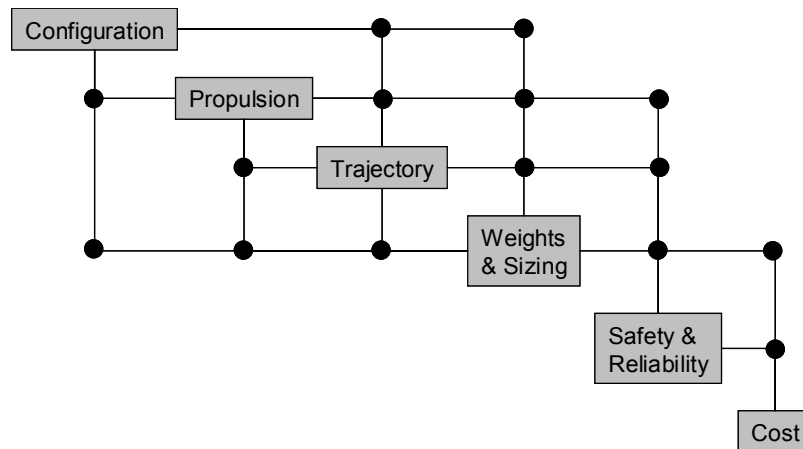 Configuration
Propulsion
Trajectory
Weights
& Sizing
Safety &
Reliability
Cost